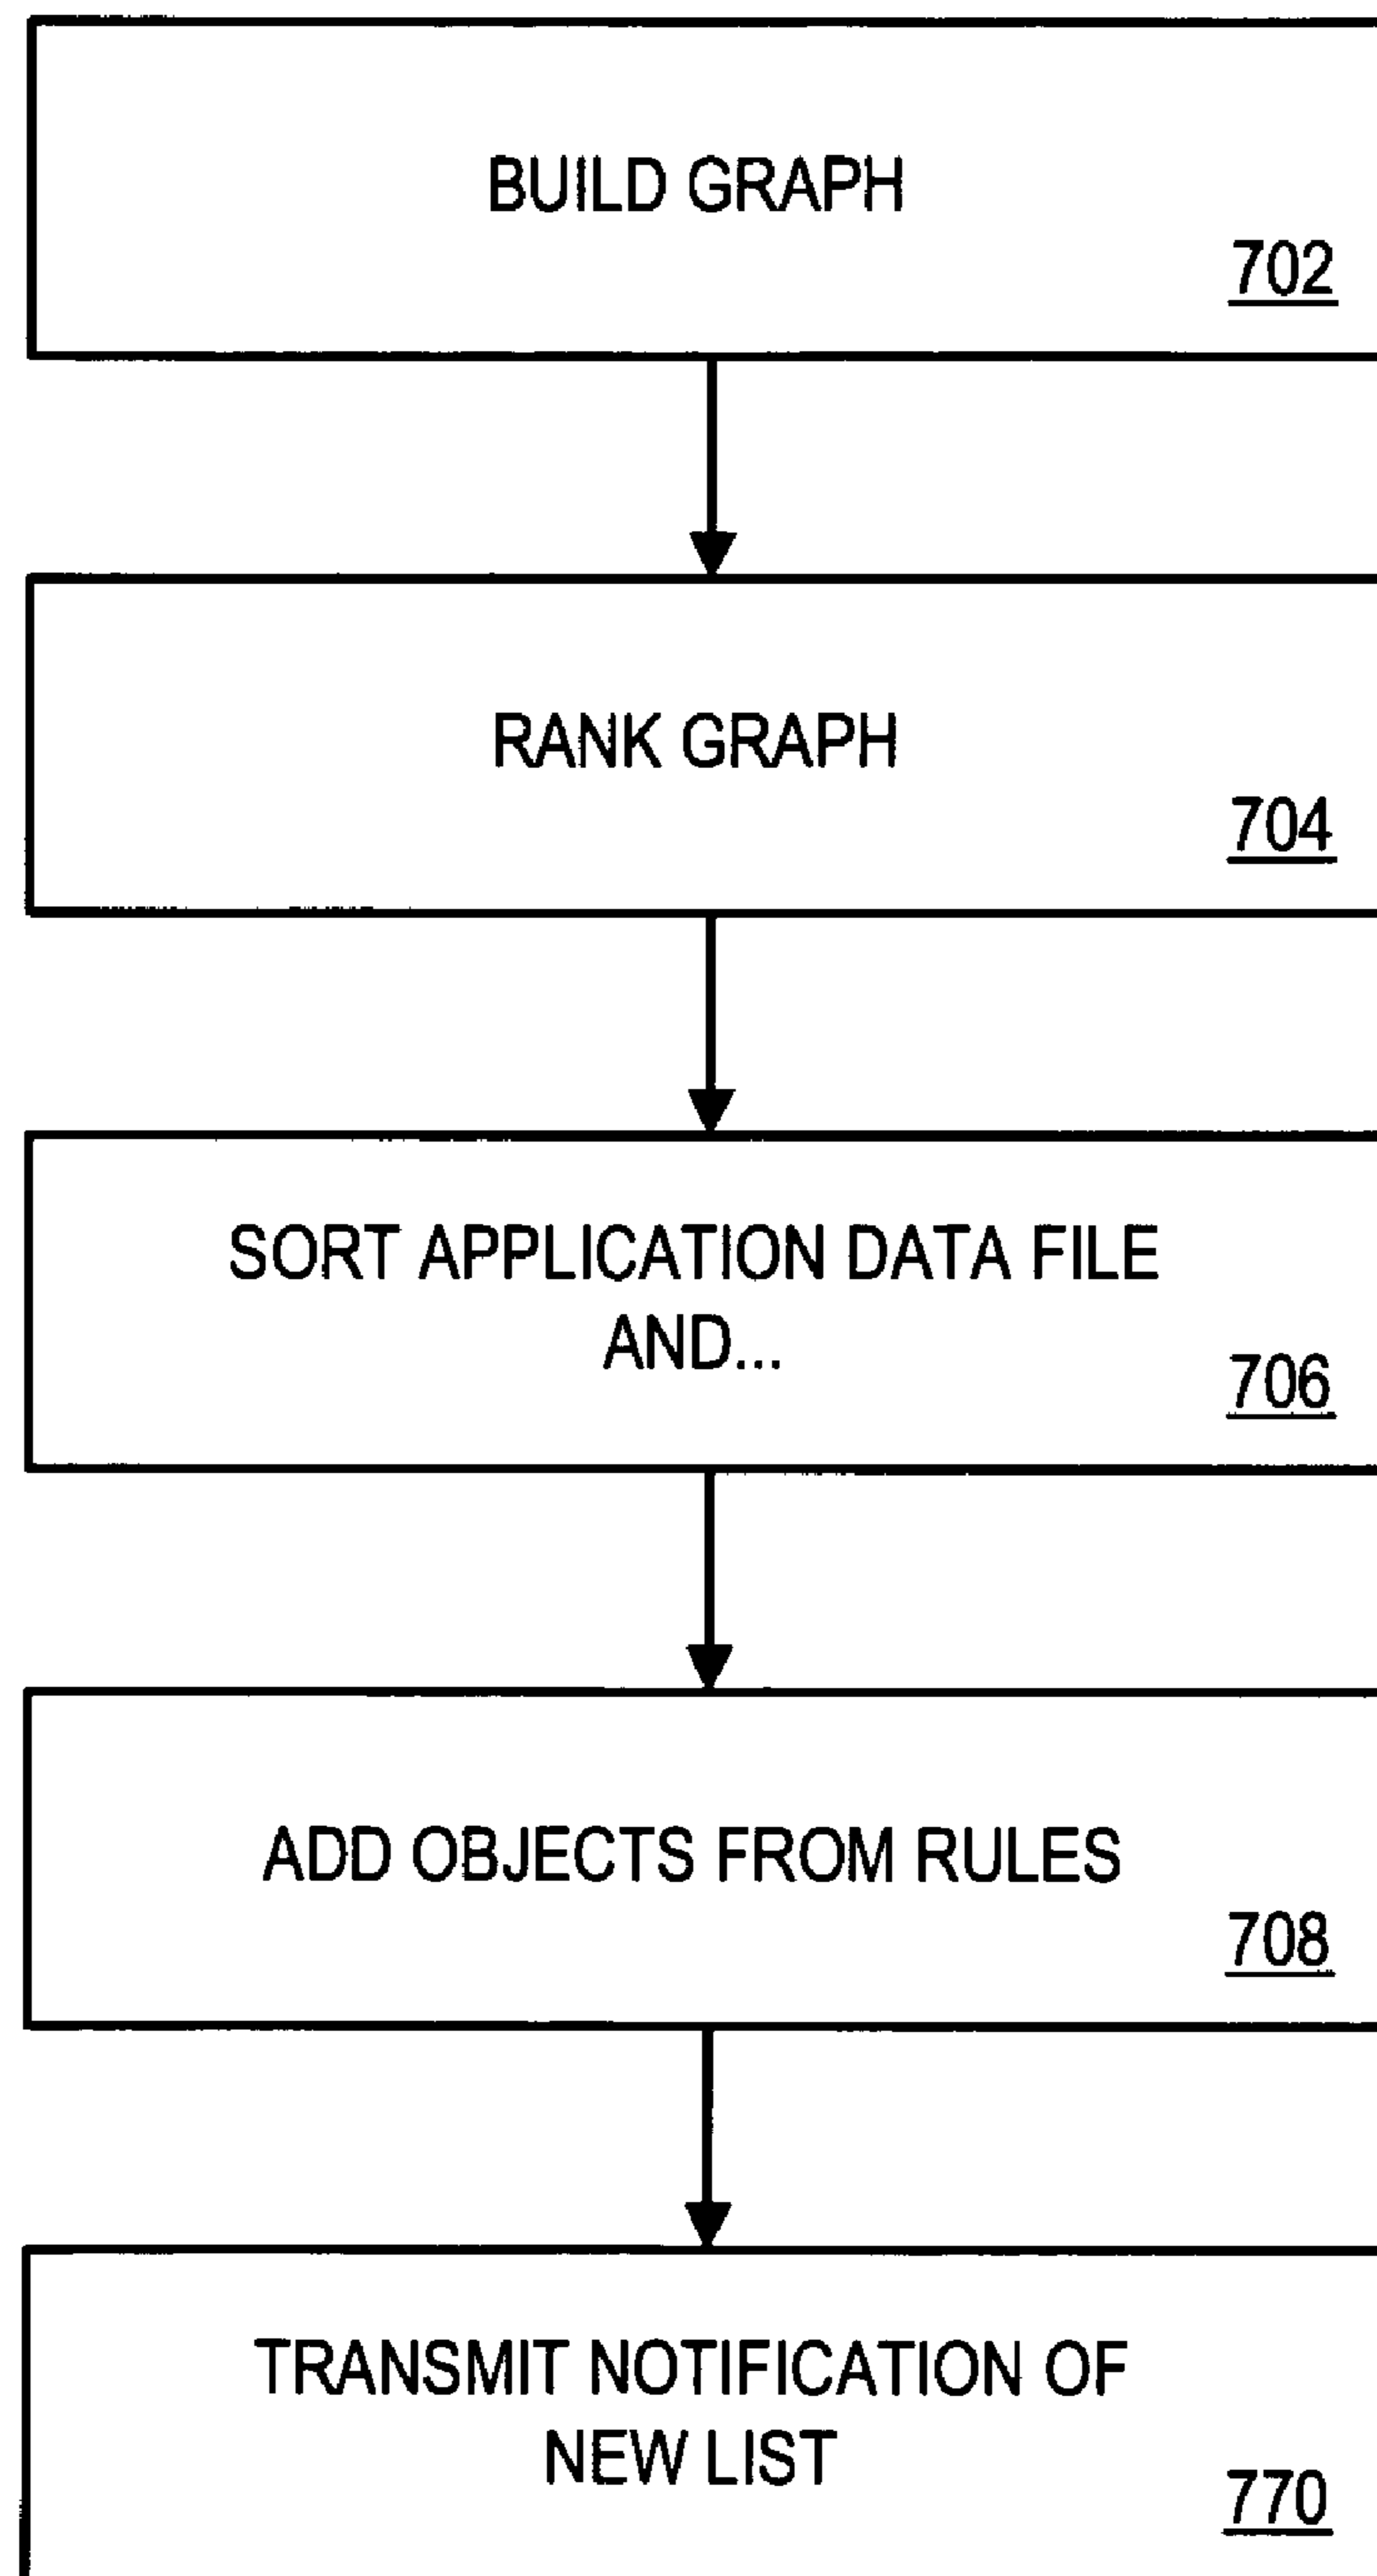 BUILD GRAPH
702
RANK GRAPH
704
SORT APPLICATION DATA FILE
AND...
706
ADD OBJECTS FROM RULES
708
TRANSMIT NOTIFICATION OF
NEW LIST
770